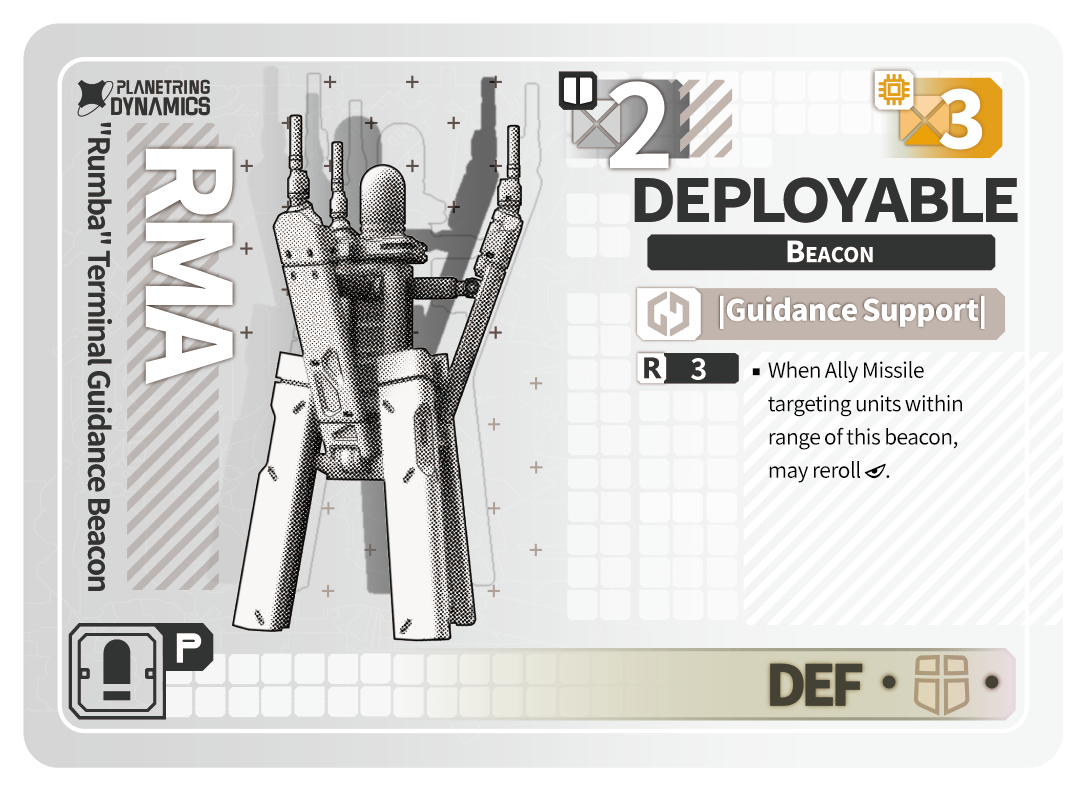 PLANETRING
DYNAMICS
"Rumba" Terminal Guidance Beacon
RMA
2
3
DEPLOYABLE
BEACON
|Guidance Support|
R 3
▪ When Ally Missile
targeting units within
range of this beacon,
may reroll .
P
DEF